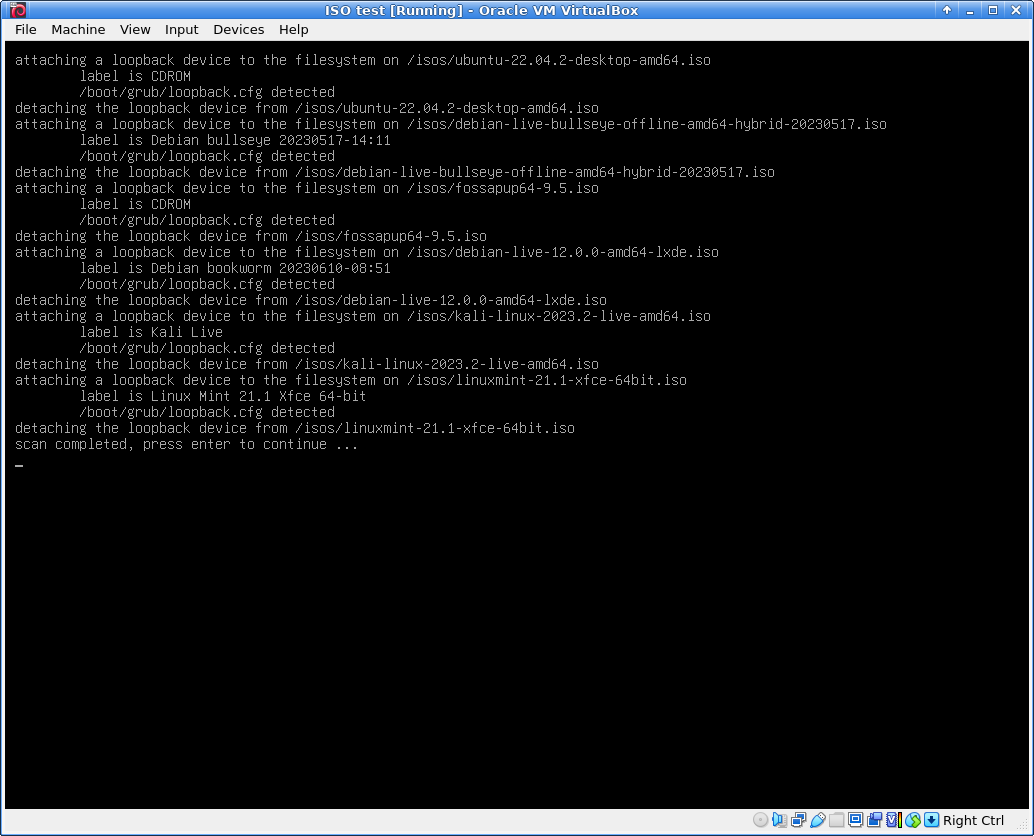 ISO test [Running] - Oracle VM VirtualBox
File Machine View Input Devices Help
attaching a loopback device to the filesystem on /isos/ubuntu-22.04.2-desktop-amd64.iso
label is CDROM
/boot/grub/loopback.cfg detected
detaching the loopback device from /isos/ubuntu-22.04.2-desktop-amd64.iso
attaching a loopback device to the filesystem on /isos/debian-live-bullseye-offline-amd64-hybrid-20230517.iso
label is Debian bullseye 20230517-14:11
/boot/grub/loopback.cfg detected
detaching the loopback device from /isos/debian-live-bullseye-offline-amd64-hybrid-20230517.iso
attaching a loopback device to the filesystem on /isos/fossapup64-9.5.iso
label is CDROM
/boot/grub/loopback.cfg detected
detaching the loopback device from /isos/fossapup64-9.5.iso
attaching a loopback device to the filesystem on /isos/debian-live-12.0.0-amd64-lxde.iso
label is Debian bookworm 20230610-08:51
/boot/grub/loopback.cfg detected
detaching the loopback device from /isos/debian-live-12.0.0-amd64-lxde.iso
attaching a loopback device to the filesystem on /isos/kali-linux-2023.2-live-amd64.iso
label is Kali Live
/boot/grub/loopback.cfg detected
detaching the loopback device from /isos/kali-linux-2023.2-live-amd64.iso
attaching a loopback device to the filesystem on /isos/linuxmint-21.1-xfce-64bit.iso
label is Linux Mint 21.1 Xfce 64-bit
/boot/grub/loopback.cfg detected
detaching the loopback device from /isos/linuxmint-21.1-xfce-64bit.iso
scan completed, press enter to continue ...
Right Ctrl